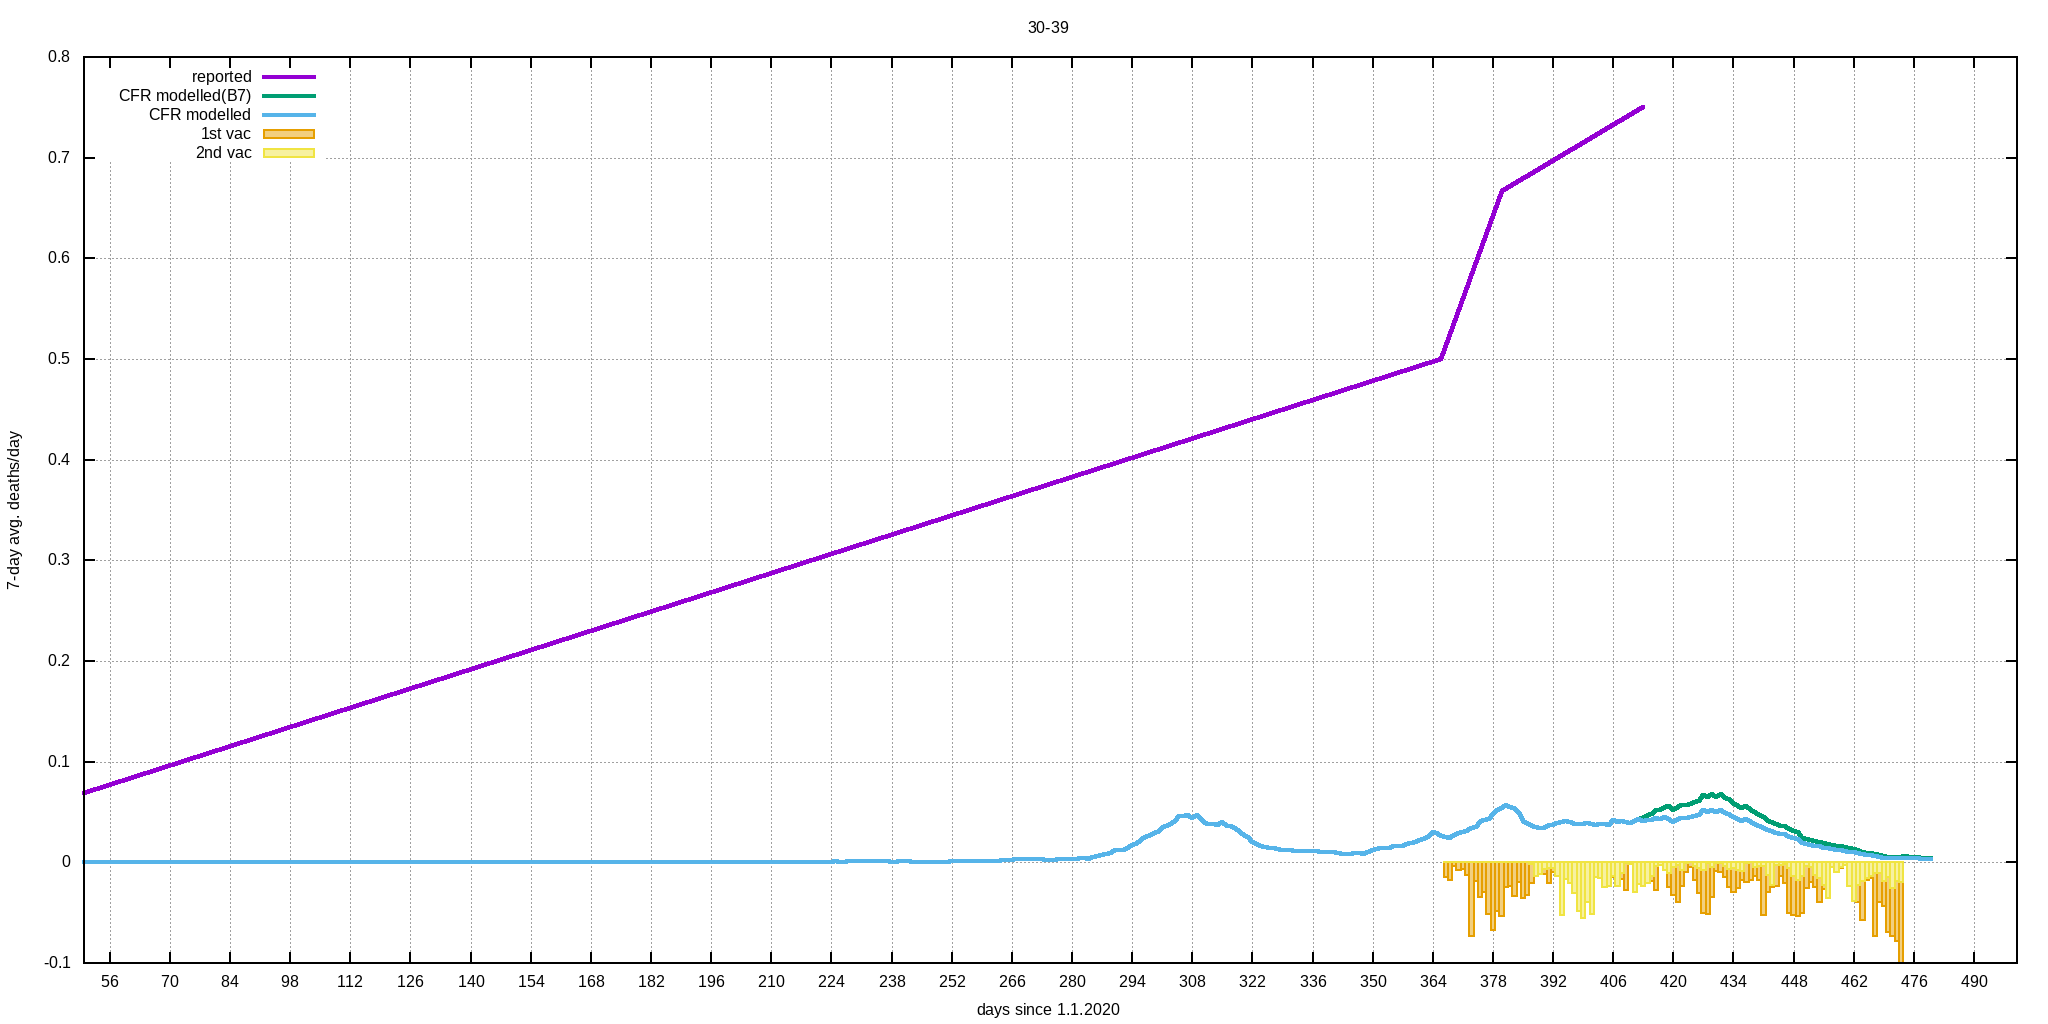 30-39
0.8
0.7
0.6
0.5
0.4
0.3
0.2
0.1
0
-0.1
reported
CFR modelled(B7)
CFR modelled
1st vac
2nd vac
7-day avg. deaths/day
56 70 84 98 112 126 140 154 168 182 196 210 224 238 252 266 280 294 308 322 336 350 364 378 392 406 420 434 448 462 476 490
days since 1.1.2020